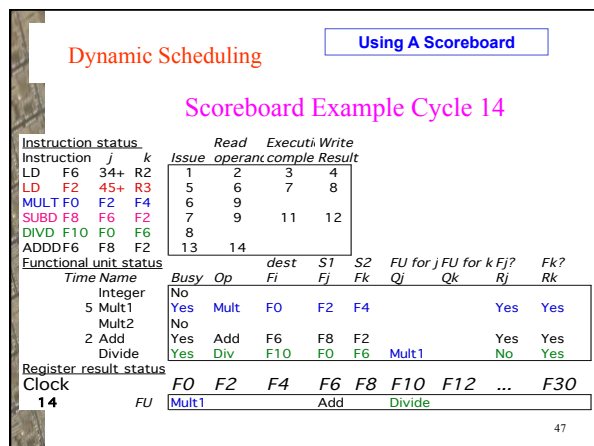 Using A Scoreboard
Dynamic Scheduling
Scoreboard Example Cycle 14
Instruction status Read Executi Write
Instruction j k Issue operanc comple Result
LD F6 34+ R2 1 2 3 4
LD F2 45+ R3 5 6 7 8
MULT F0 F2 F4 6 9
SUBD F8 F6 F2 7 9 11 12
DIVD F10 F0 F6 8
ADDD F6 F8 F2 13 14
Functional unit status dest S1 S2 FU for j FU for k Fj? Fk?
Time Name Busy Op Fi Fj Fk Qj Qk Rj Rk
Integer No
5 Mult1 Yes Mult F0 F2 F4 Yes Yes
Mult2 No
2 Add Yes Add F6 F8 F2 Yes Yes
Divide Yes Div F10 F0 F6 Mult1 No Yes
Register result status
Clock F0 F2 F4 F6 F8 F10 F12 ... F30
14 FU Mult1 Add Divide
47